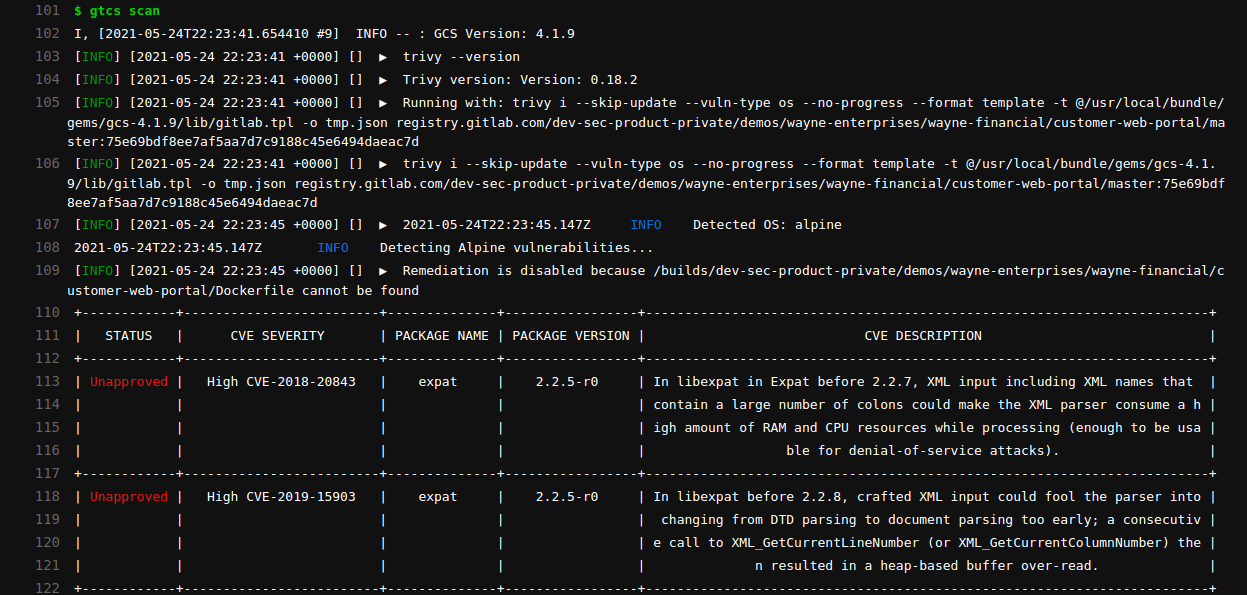 101 $ gtcs scan
102 I, [2021-05-24T22:23:41.654410 #9]  INFO -- : GCS Version: 4.1.9
103 [INFO] [2021-05-24 22:23:41 +0000] [] ▶  trivy --version
104 [INFO] [2021-05-24 22:23:41 +0000] [] ▶  Trivy version: Version: 0.18.2
105 [INFO] [2021-05-24 22:23:41 +0000] [] ▶  Running with: trivy i --skip-update --vuln-type os --no-progress --format template -t @/usr/local/bundle/
gems/gcs-4.1.9/lib/gitlab.tpl -o tmp.json registry.gitlab.com/dev-sec-product-private/demos/wayne-enterprises/wayne-financial/customer-web-portal/ma
ster:75e69bdf8ee7af5aa7d7c9188c45e6494daeac7d
106 [INFO] [2021-05-24 22:23:41 +0000] [] ▶  trivy i --skip-update --vuln-type os --no-progress --format template -t @/usr/local/bundle/gems/gcs-4.1.
9/lib/gitlab.tpl -o tmp.json registry.gitlab.com/dev-sec-product-private/demos/wayne-enterprises/wayne-financial/customer-web-portal/master:75e69bdf
8ee7af5aa7d7c9188c45e6494daeac7d
107 [INFO] [2021-05-24 22:23:45 +0000] [] ▶  2021-05-24T22:23:45.147Z     INFO    Detected OS: alpine
108 2021-05-24T22:23:45.147Z       INFO    Detecting Alpine vulnerabilities...
109 [INFO] [2021-05-24 22:23:45 +0000] [] ▶  Remediation is disabled because /builds/dev-sec-product-private/demos/wayne-enterprises/wayne-financial/c
ustomer-web-portal/Dockerfile cannot be found
110 +------------+-------------------------+--------------+-----------------+------------------------------------------------------------------------+
111 |   STATUS   |      CVE SEVERITY       | PACKAGE NAME | PACKAGE VERSION |                            CVE DESCRIPTION                             |
112 +------------+-------------------------+--------------+-----------------+------------------------------------------------------------------------+
113 | Unapproved |   High CVE-2018-20843   |    expat     |    2.2.5-r0     | In libexpat in Expat before 2.2.7, XML input including XML names that  |
114 |            |                         |              |                 | contain a large number of colons could make the XML parser consume a h |
115 |            |                         |              |                 | igh amount of RAM and CPU resources while processing (enough to be usa |
116 |            |                         |              |                 |                  ble for denial-of-service attacks).                   |
117 +------------+-------------------------+--------------+-----------------+------------------------------------------------------------------------+
118 | Unapproved |   High CVE-2019-15903   |    expat     |    2.2.5-r0     | In libexpat before 2.2.8, crafted XML input could fool the parser into |
119 |            |                         |              |                 |  changing from DTD parsing to document parsing too early; a consecutiv |
120 |            |                         |              |                 | e call to XML_GetCurrentLineNumber (or XML_GetCurrentColumnNumber) the |
121 |            |                         |              |                 |              n resulted in a heap-based buffer over-read.              |
122 +------------+-------------------------+--------------+-----------------+------------------------------------------------------------------------+